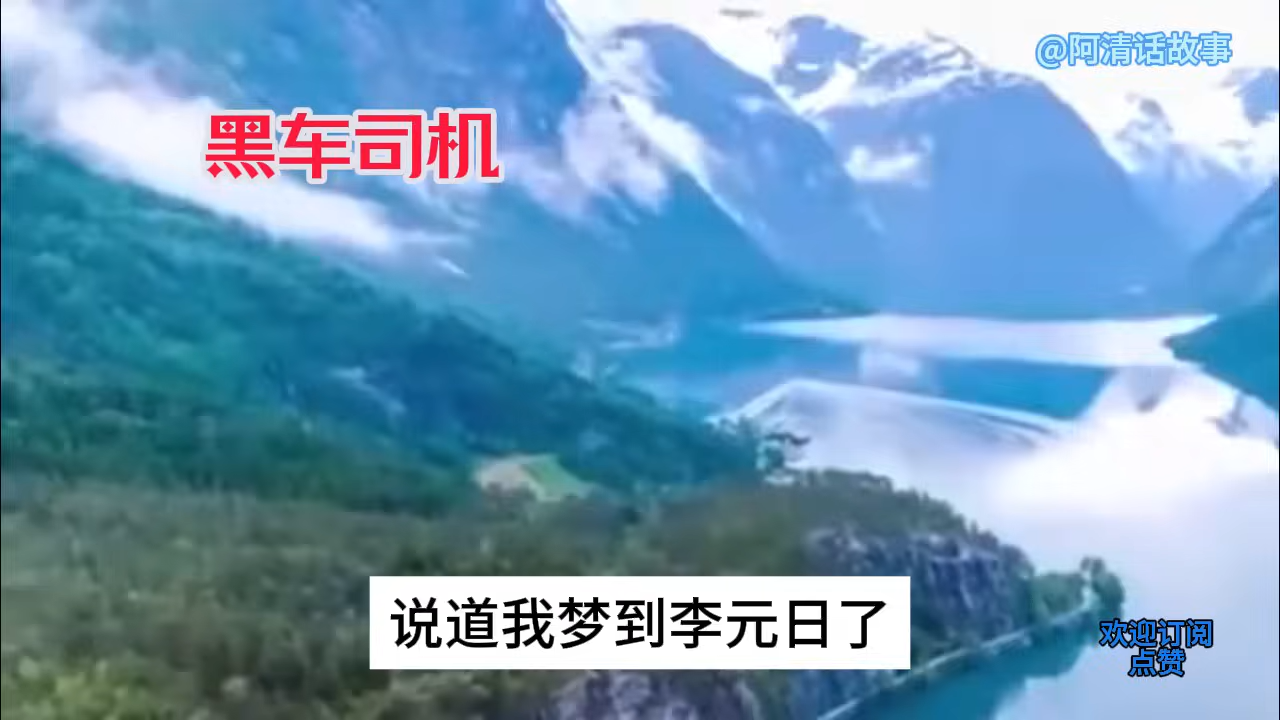 @阿清话故事
黑车司机
说道我梦到李元日了
欢迎订阅
点赞